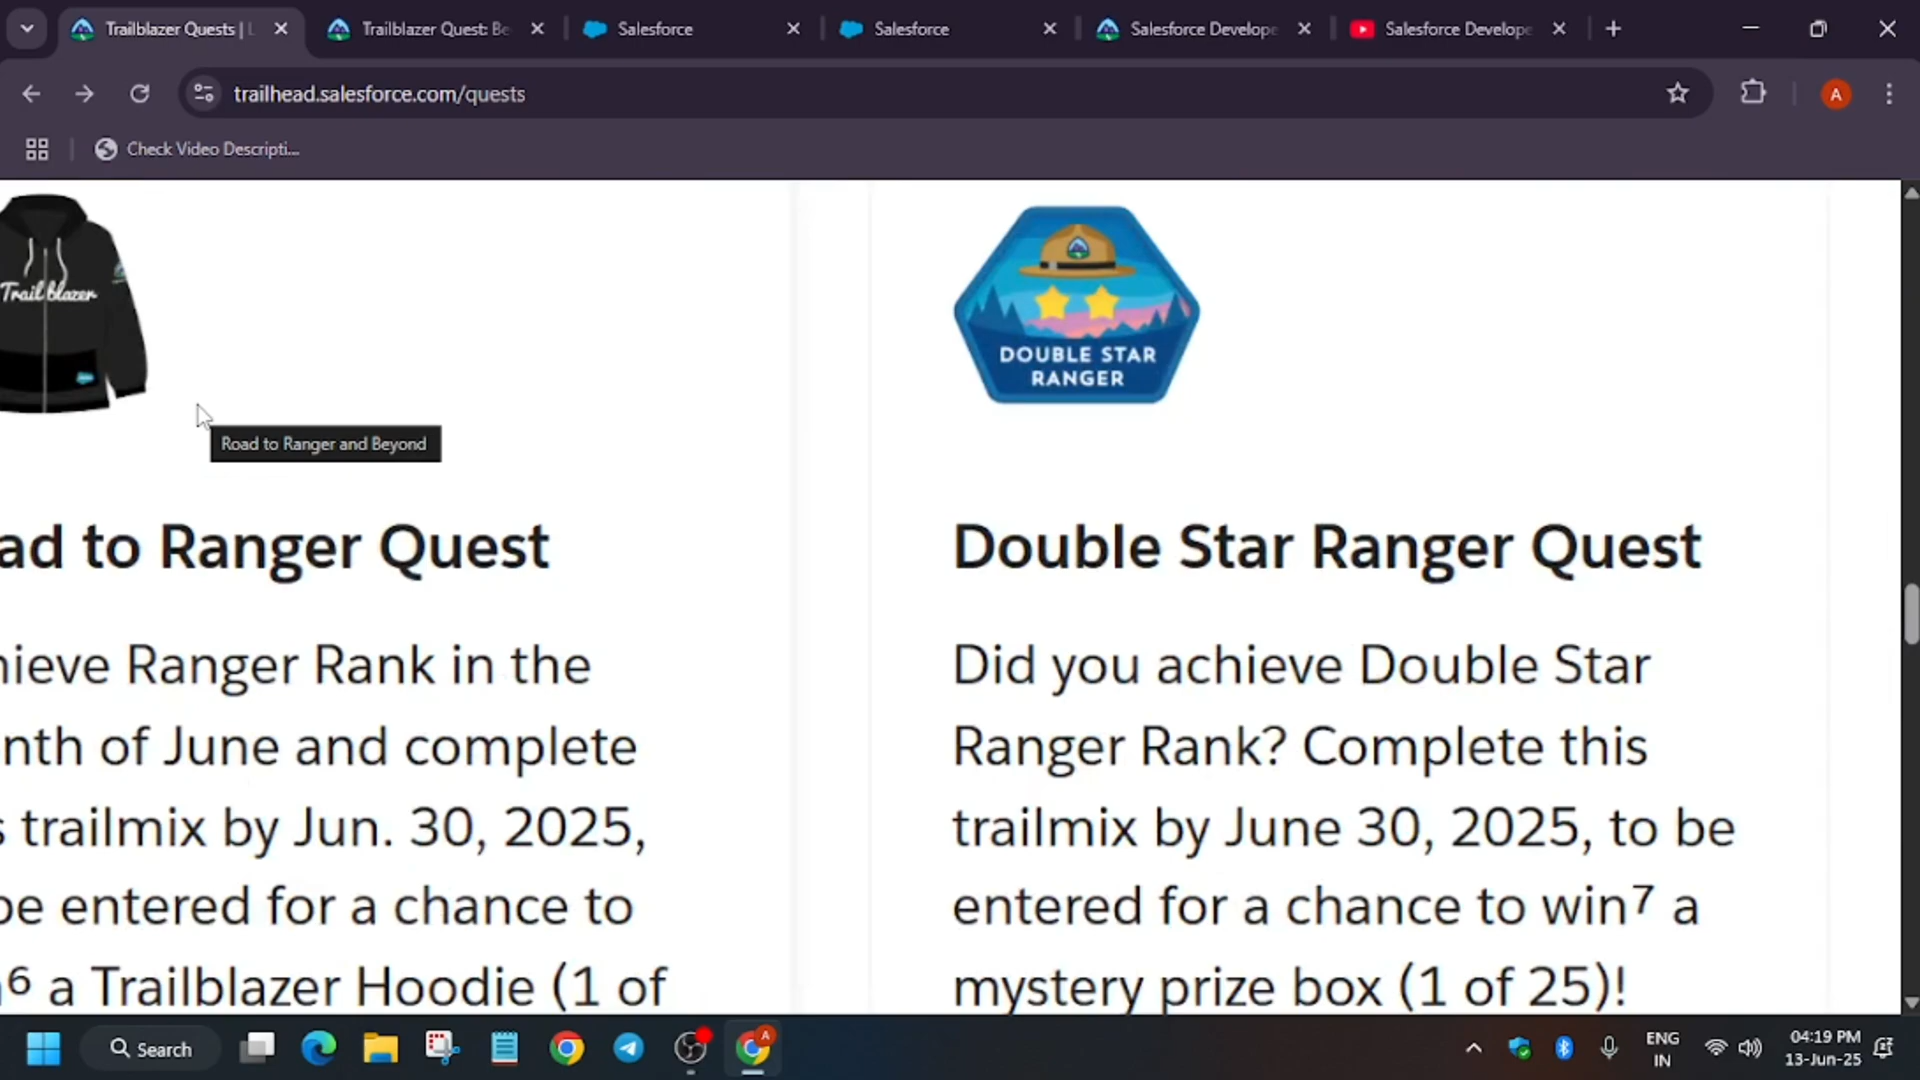 Trailblazer Quests | L
Trailblazer Quest: Be
Salesforce
Salesforce
Salesforce Develope
Salesforce Develope
trailhead.salesforce.com/quests
A
Check Video Descripti...
Trailblazer
Road to Ranger and Beyond
ad to Ranger Quest
hieve Ranger Rank in the
nth of June and complete
s trailmix by Jun. 30, 2025,
be entered for a chance to
n⁶ a Trailblazer Hoodie (1 of
DOUBLE STAR
RANGER
Double Star Ranger Quest
Did you achieve Double Star
Ranger Rank? Complete this
trailmix by June 30, 2025, to be
entered for a chance to win⁷ a
mystery prize box (1 of 25)!
Search
A
ENG
IN
04:19 PM
13-Jun-25